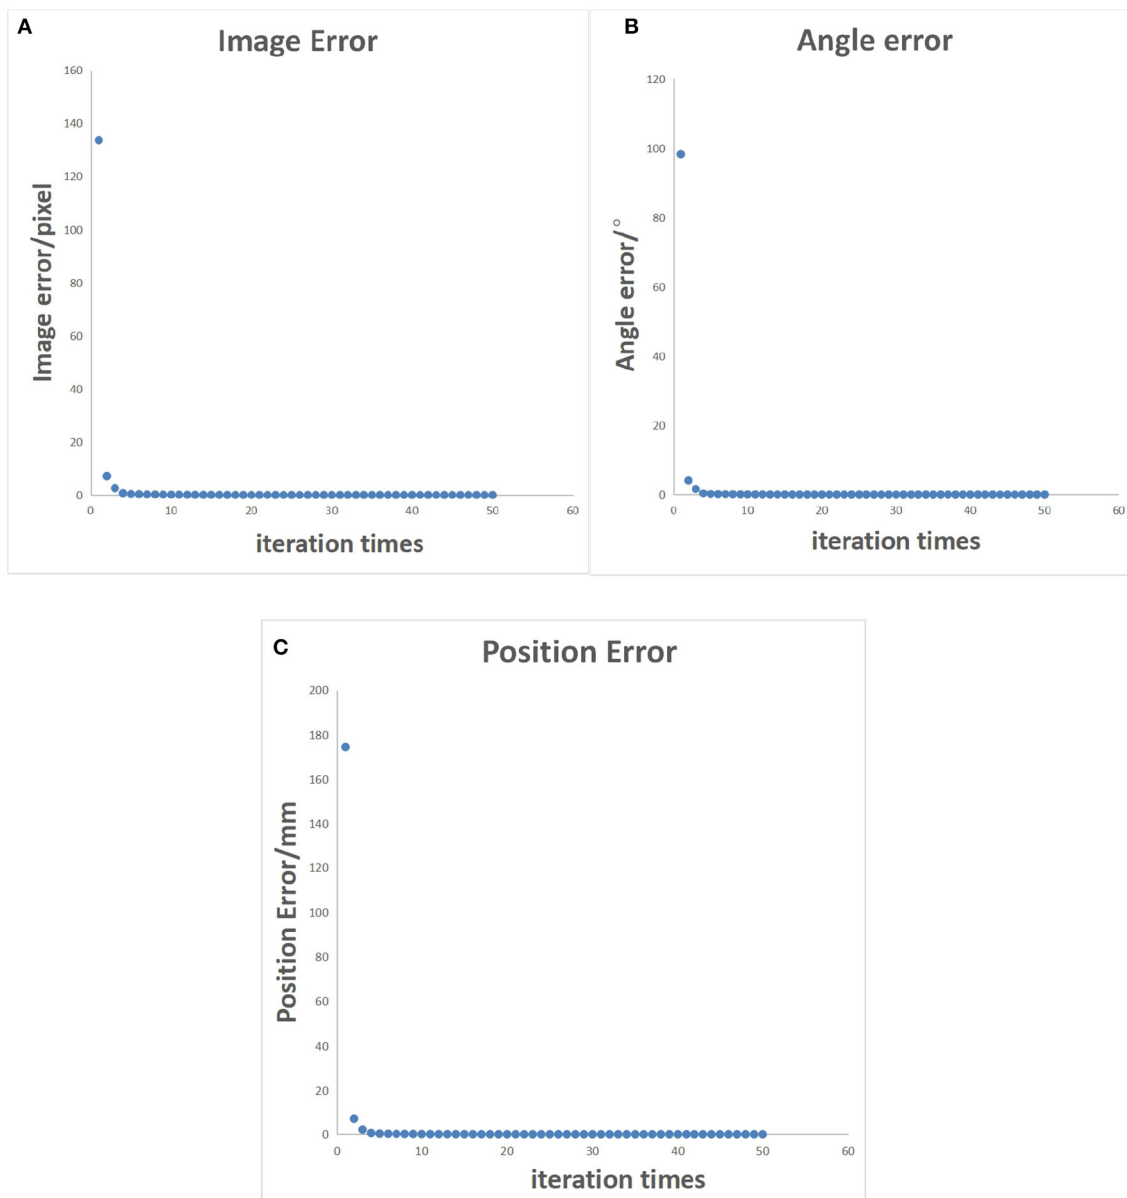 A
Image Error
160
140
120
100
80
60
40
20
0
Image error/pixel
0 10 20 30 40 50 60
iteration times
B
Angle error
120
100
80
60
40
20
0
Angle error/°
0 10 20 30 40 50 60
iteration times
C
Position Error
200
180
160
140
120
100
80
60
40
20
0
Position Error/mm
0 10 20 30 40 50 60
iteration times